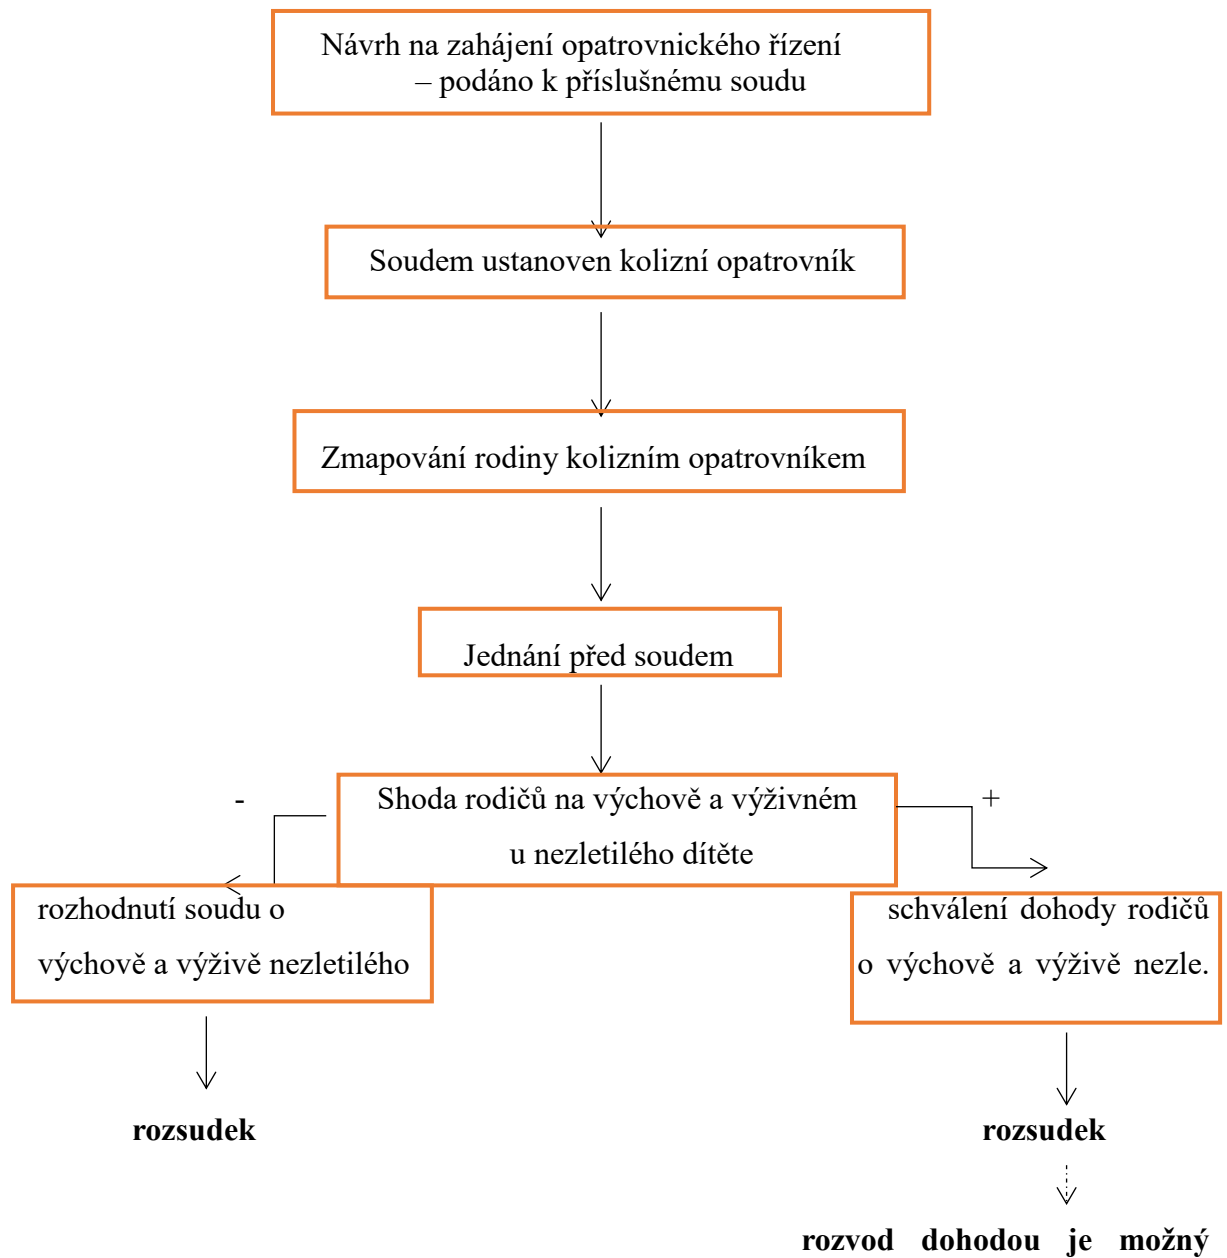 Návrh na zahájení opatrovnického řízení
– podáno k příslušnému soudu
Soudem ustanoven kolizní opatrovník
Zmapování rodiny kolizním opatrovníkem
Jednání před soudem
Shoda rodičů na výchově a výživném
u nezletilého dítěte
-
+
rozhodnutí soudu o
výchově a výživě nezletilého
schválení dohody rodičů
o výchově a výživě nezle.
rozsudek
rozsudek
rozvod dohodou je možný